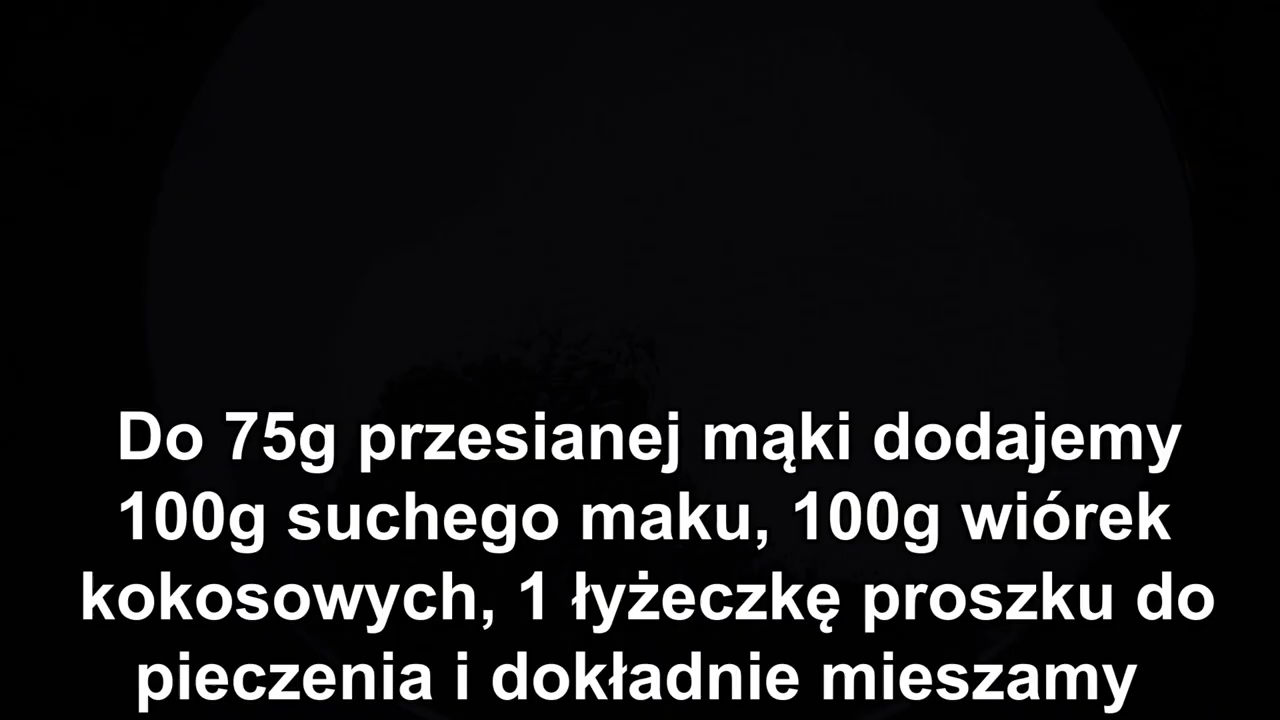 Do 75g przesianej mąki dodajemy
100g suchego maku, 100g wiórek
kokosowych, 1 łyżeczkę proszku do
pieczenia i dokładnie mieszamy